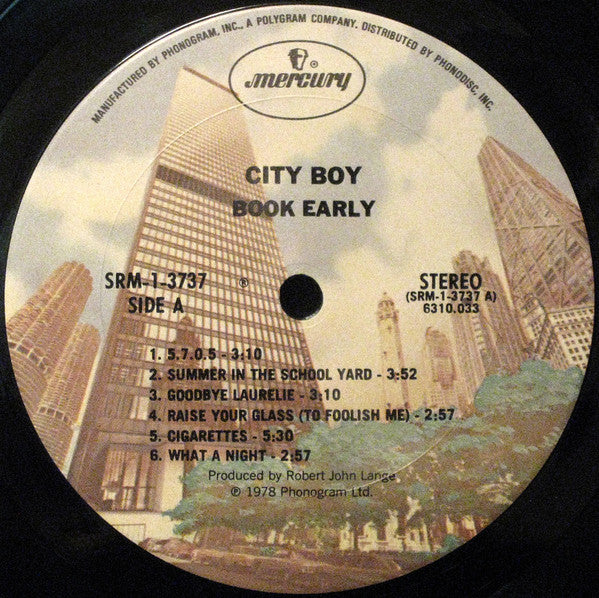 MANUFACTURED BY PHONOGRAM, INC., A POLYGRAM COMPANY. DISTRIBUTED BY PHONODISC, INC.
® mercury
CITY BOY
BOOK EARLY
SRM-1-3737 ℗ STEREO
SIDE A (SRM-1-3737 A)
6310.033
1. 5.7.0.5 - 3:10
2. SUMMER IN THE SCHOOL YARD - 3:52
3. GOODBYE LAURELIE - 3:10
4. RAISE YOUR GLASS (TO FOOLISH ME) - 2:57
5. CIGARETTES - 5:30
6. WHAT A NIGHT - 2:57
Produced by Robert John Lange
℗ 1978 Phonogram Ltd.